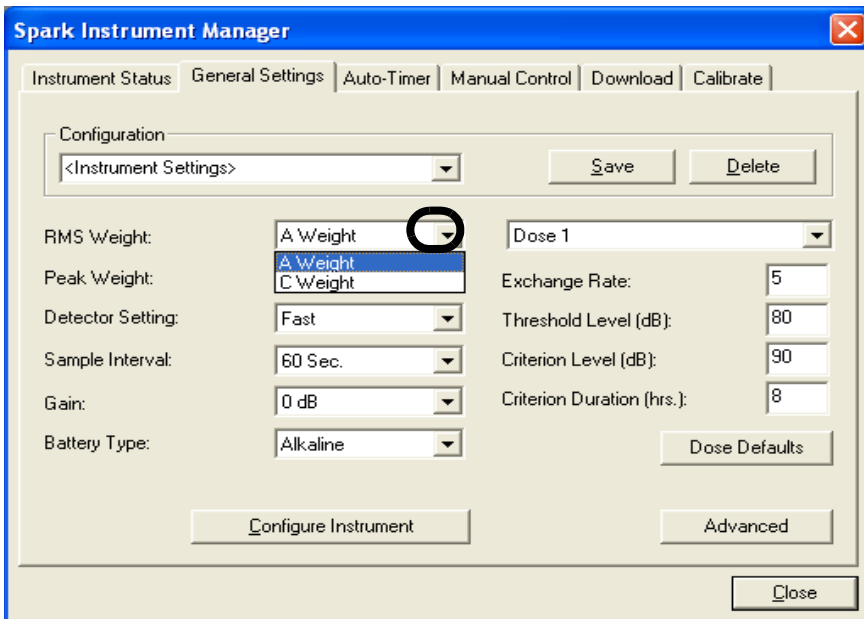 Spark Instrument Manager
Instrument Status General Settings Auto-Timer Manual Control Download Calibrate
Configuration
<Instrument Settings> Save Delete
RMS Weight: A Weight Dose 1
A Weight
Peak Weight: C Weight Exchange Rate: 5
Detector Setting: Fast Threshold Level (dB): 80
Sample Interval: 60 Sec. Criterion Level (dB): 90
Gain: 0 dB Criterion Duration (hrs.): 8
Battery Type: Alkaline Dose Defaults
Configure Instrument Advanced
Close